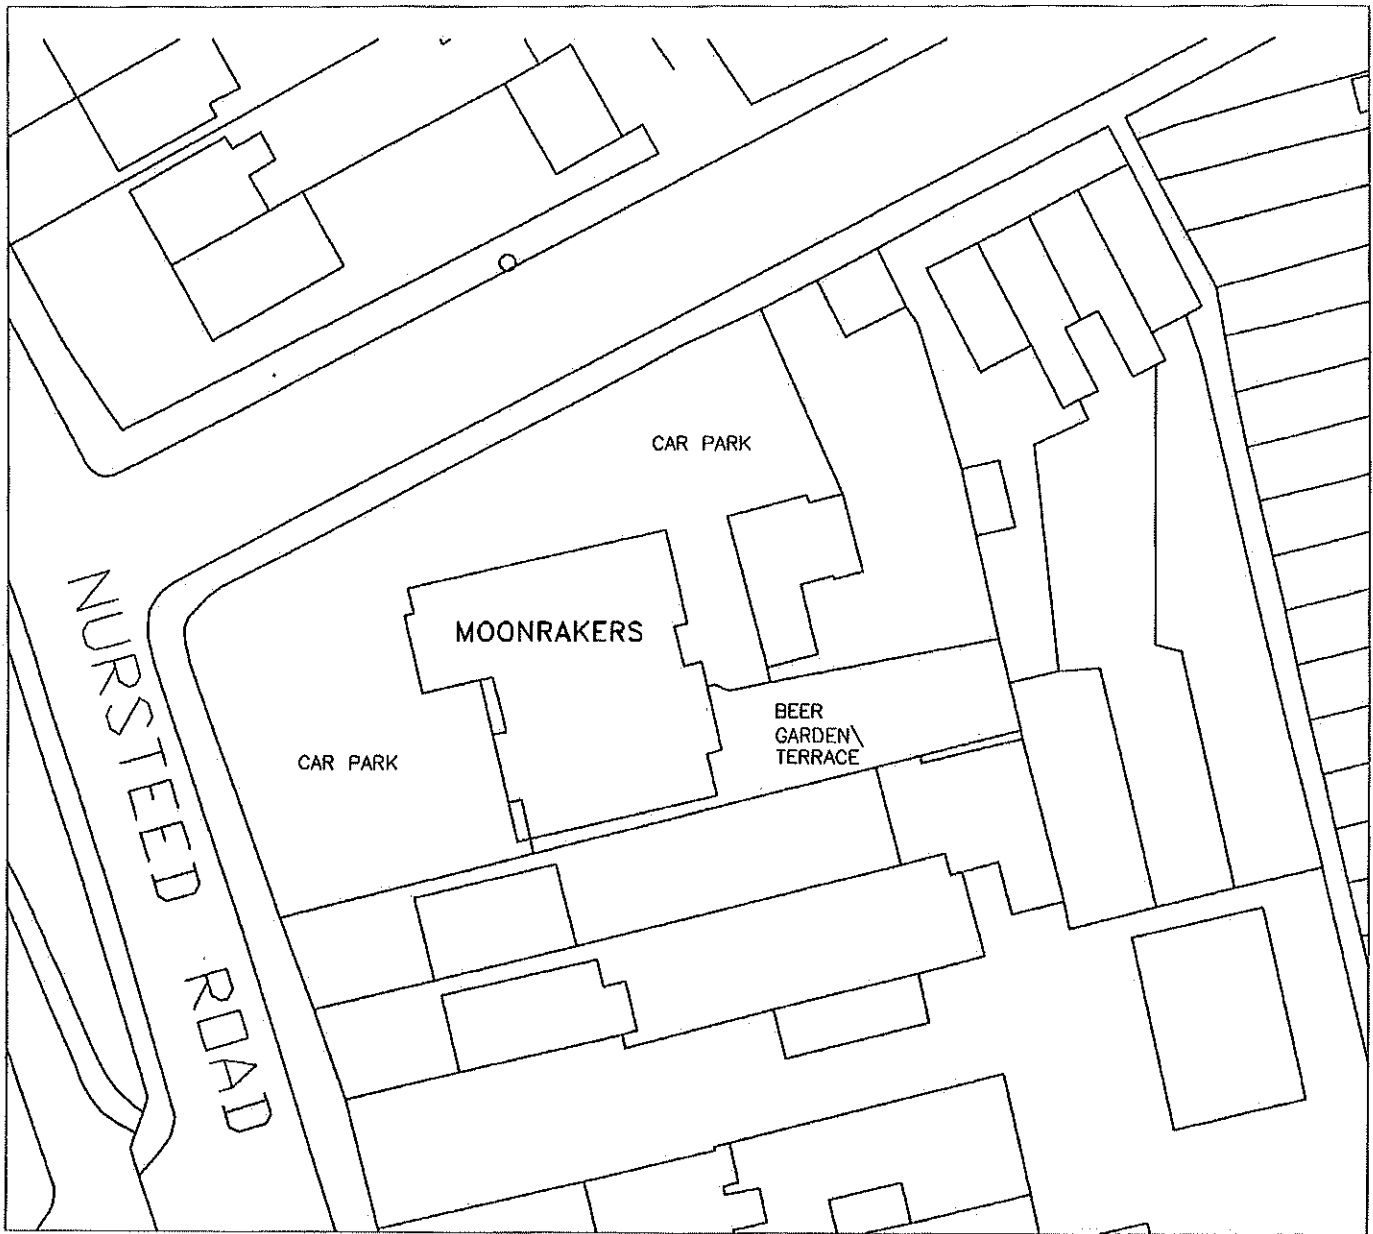 CAR PARK
MOONRAKERS
BEER
GARDEN\
TERRACE
CAR PARK
NURSTEED ROAD